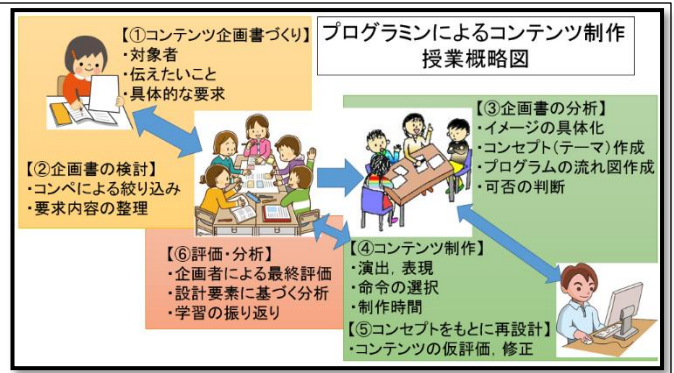 プログラミンによるコンテンツ制作
授業概略図
【①コンテンツ企画書づくり】
・対象者
・伝えたいこと
・具体的な要求
【②企画書の検討】
・コンペによる絞り込み
・要求内容の整理
【③企画書の分析】
・イメージの具体化
・コンセプト(テーマ)作成
・プログラムの流れ図作成
・可否の判断
【④コンテンツ制作】
・演出，表現
・命令の選択
・制作時間
【⑤コンセプトをもとに再設計】
・コンテンツの仮評価，修正
【⑥評価・分析】
・企画者による最終評価
・設計要素に基づく分析
・学習の振り返り